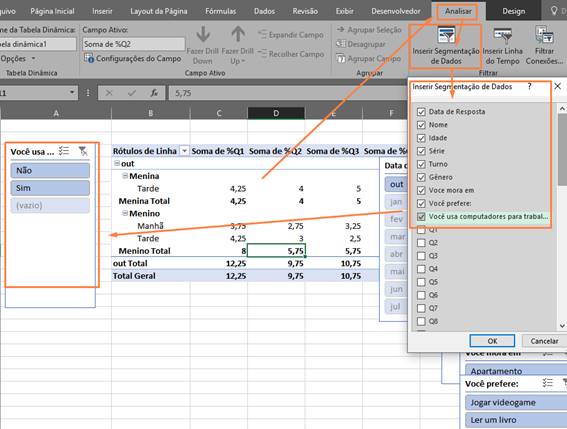 quivo Página Inicial Inserir Layout da Página Fórmulas Dados Revisão Exibir Desenvolvedor Analisar Design
me da Tabela Dinâmica: Campo Ativo:
abela dinâmica1 Soma de %Q2
Opções Configurações do Campo
Fazer Drill Down Fazer Drill Up
Expandir Campo
Recolher Campo
Agrupar Seleção
Desagrupar
Agrupar Campo
Inserir Segmentação de Dados
Inserir Linha do Tempo
Filtrar Conexões...
Tabela Dinâmica Campo Ativo Agrupar Filtrar
11 5,75
A B C D E F
Você usa ...
Não
Sim
(vazio)
Rótulos de Linha Soma de %Q1 Soma de %Q2 Soma de %Q3 Soma
out
Menina
Tarde 4,25 4 5
Menina Total 4,25 4 5
Menino
Manhã 3,75 2,75 3,25
Tarde 4,25 3 2,5
Menino Total 8 5,75 5,75
out Total 12,25 9,75 10,75
Total Geral 12,25 9,75 10,75
Data d
out
jan
fev
mar
abr
mai
jun
jul
Inserir Segmentação de Dados ? ×
Data de Resposta
Nome
Idade
Série
Turno
Gênero
Voce mora em
Você prefere:
Você usa computadores para trabal...
Q1
Q2
Q3
Q4
Q5
Q6
Q7
Q8
OK Cancelar
Você mora em
Apartamento
Você prefere:
Jogar videogame
Ler um livro